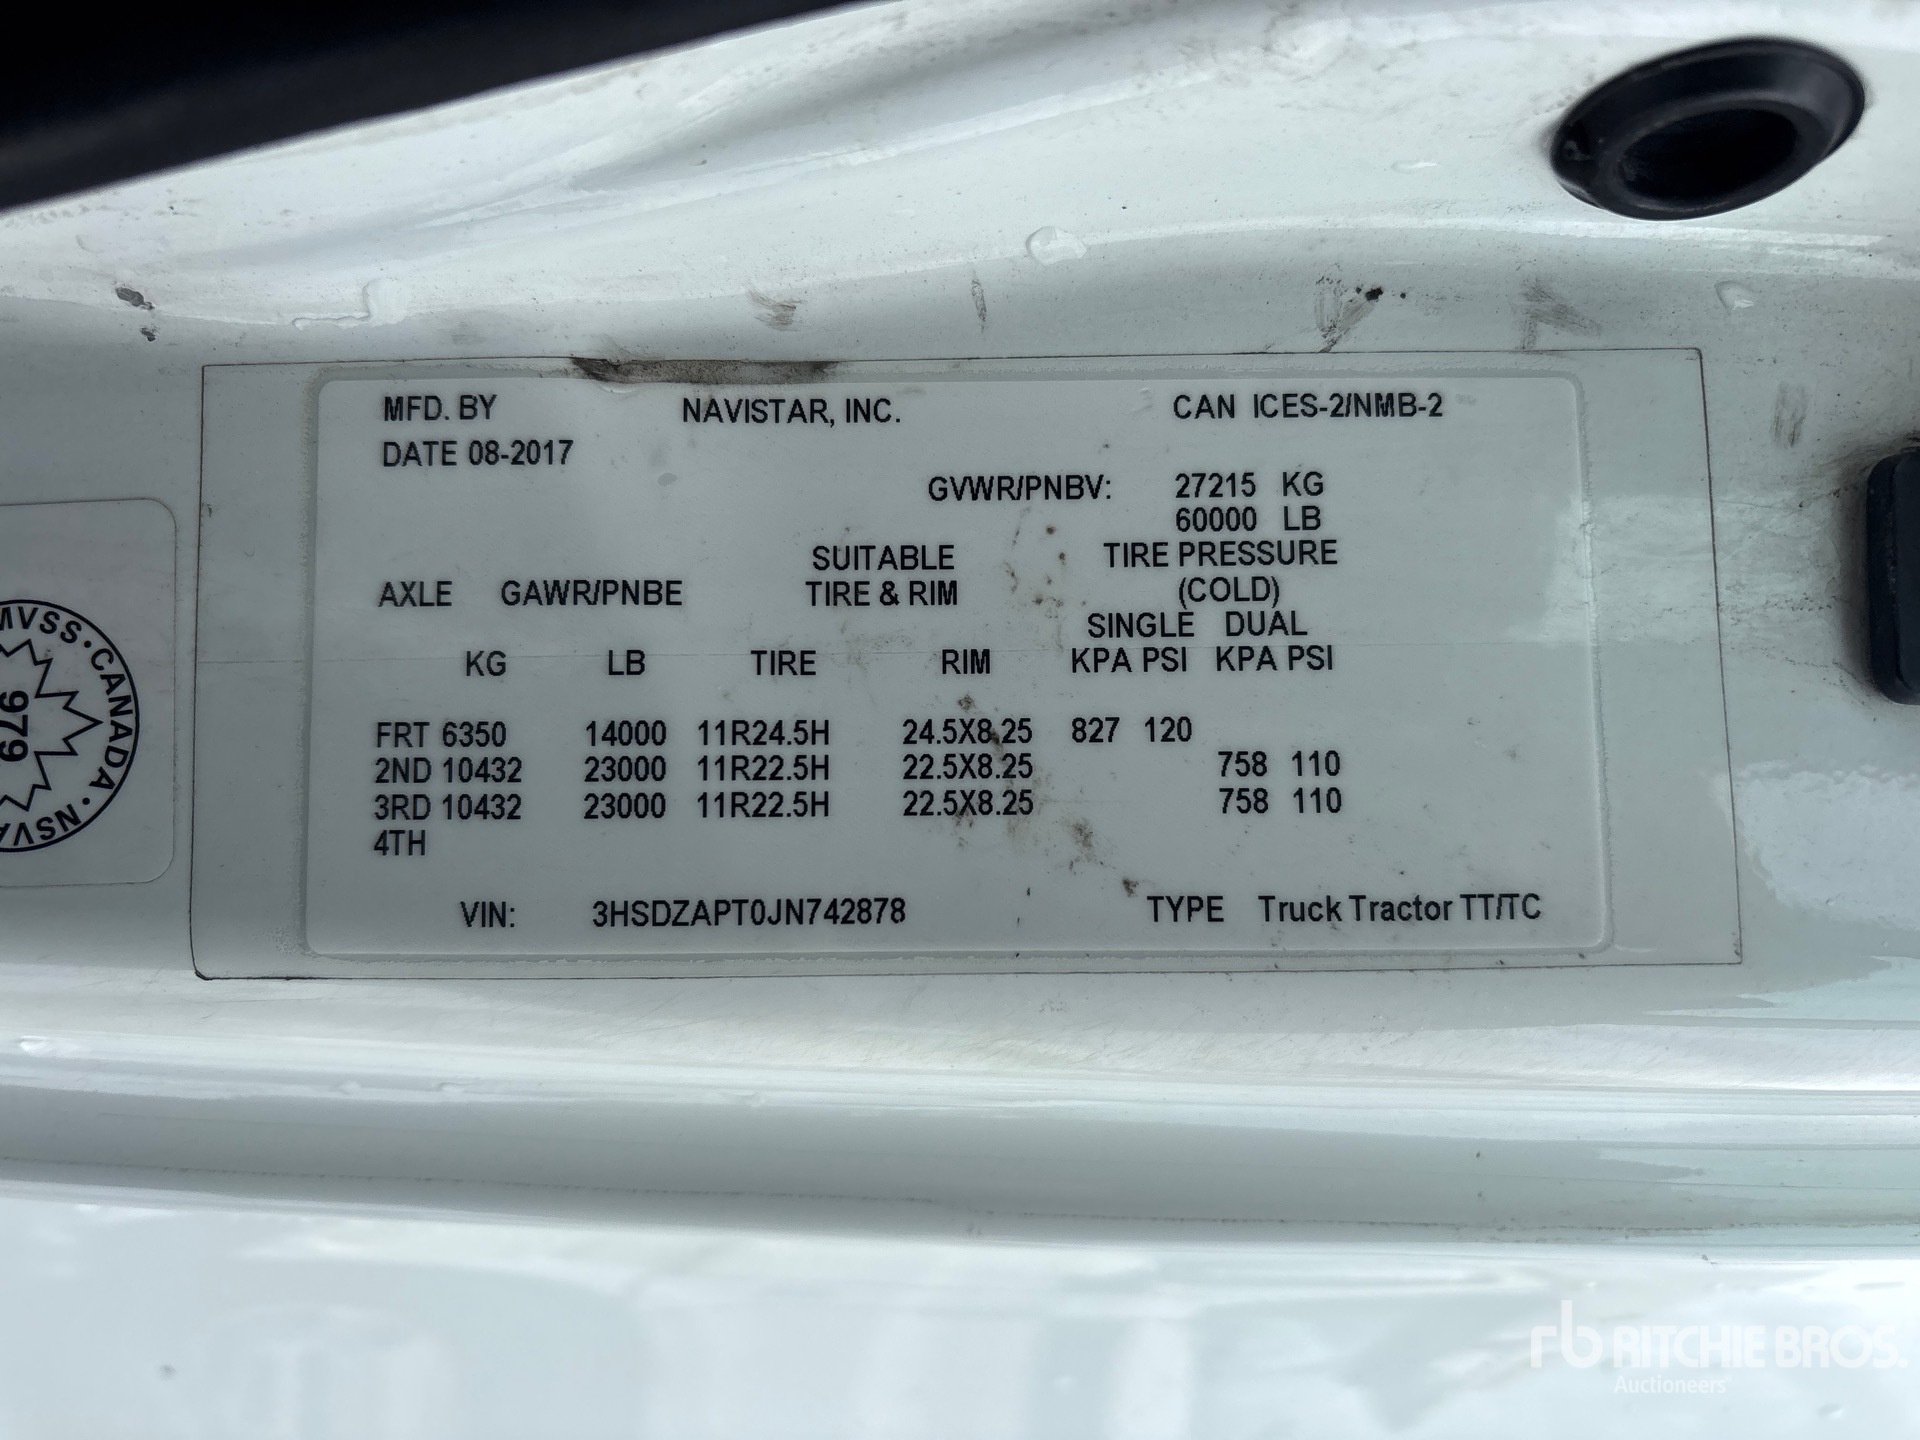 MFD. BY NAVISTAR, INC. CAN ICES-2/NMB-2
DATE 08-2017
GVWR/PNBV: 27215 KG
60000 LB
SUITABLE TIRE PRESSURE
AXLE GAWR/PNBE TIRE & RIM (COLD)
SINGLE DUAL
KG LB TIRE RIM KPA PSI KPA PSI
FRT 6350 14000 11R24.5H 24.5X8.25 827 120
2ND 10432 23000 11R22.5H 22.5X8.25 758 110
3RD 10432 23000 11R22.5H 22.5X8.25 758 110
4TH
VIN: 3HSDZAPT0JN742878 TYPE Truck Tractor TT/TC
MVSS · CANADA · NSVA
979
rb RITCHIE BROS.
Auctioneers